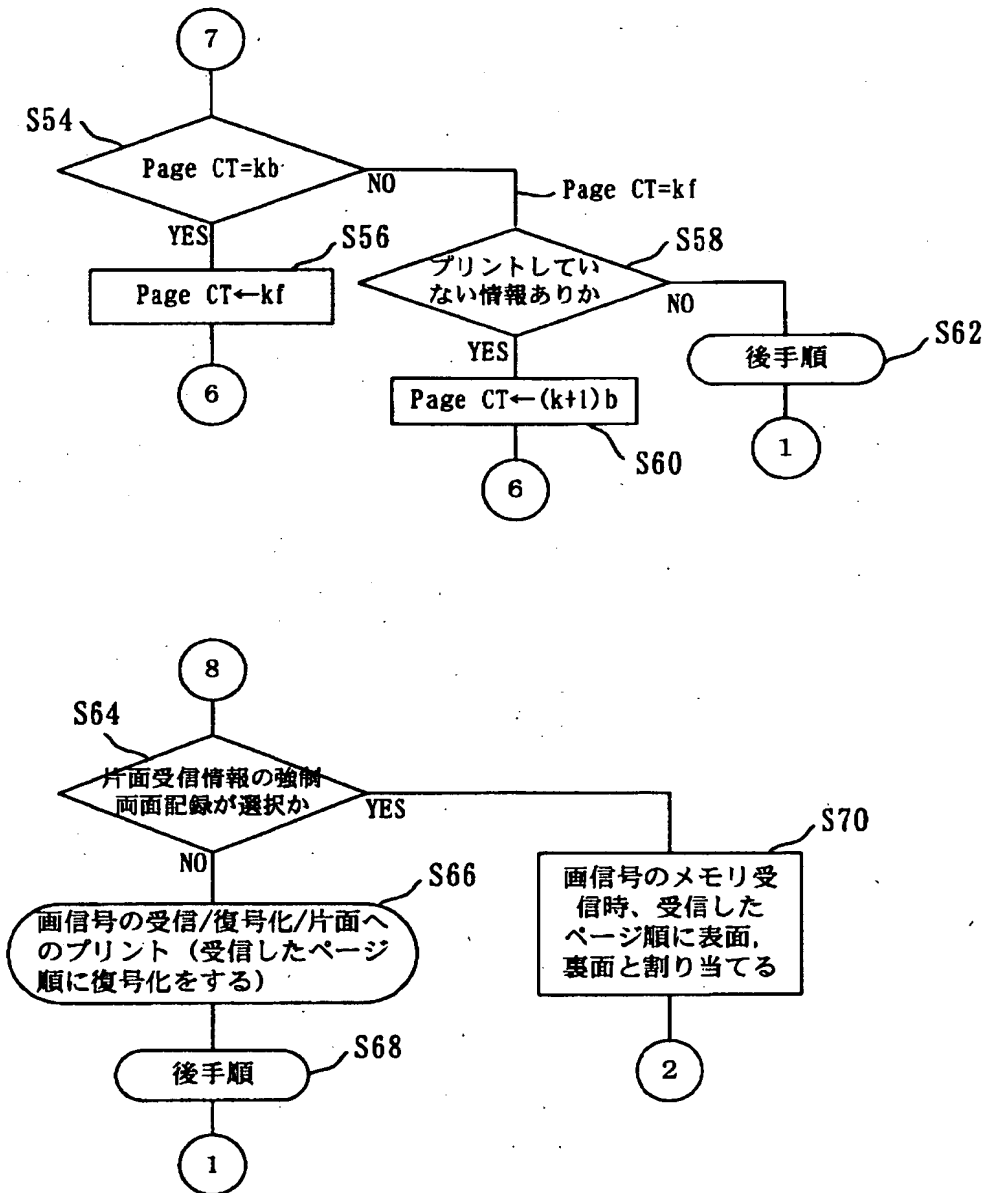 7
S54
Page CT=kb
NO
YES
Page CT=kf
S56
Page CT←kf
6
S58
プリントしてい
ない情報ありか
NO
YES
S62
後手順
1
Page CT←(k+1)b
S60
6
8
S64
片面受信情報の強制
両面記録が選択か
YES
NO
S66
画信号の受信/復号化/片面へ
のプリント（受信したページ
順に復号化をする）
S68
後手順
1
S70
画信号のメモリ受
信時、受信した
ページ順に表面，
裏面と割り当てる
2